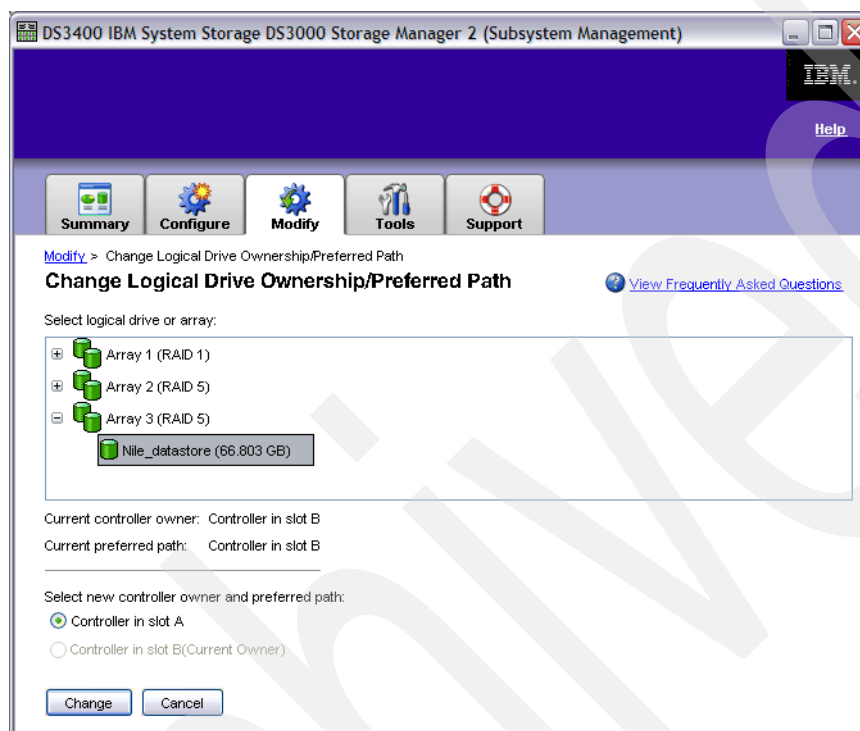 DS3400 IBM System Storage DS3000 Storage Manager 2 (Subsystem Management)
IBM.
Help
Summary
Configure
Modify
Tools
Support
Modify > Change Logical Drive Ownership/Preferred Path
Change Logical Drive Ownership/Preferred Path
View Frequently Asked Questions
Select logical drive or array:
Array 1 (RAID 1)
Array 2 (RAID 5)
Array 3 (RAID 5)
Nile_datastore (66.803 GB)
Current controller owner: Controller in slot B
Current preferred path: Controller in slot B
Select new controller owner and preferred path:
Controller in slot A
Controller in slot B(Current Owner)
Change
Cancel